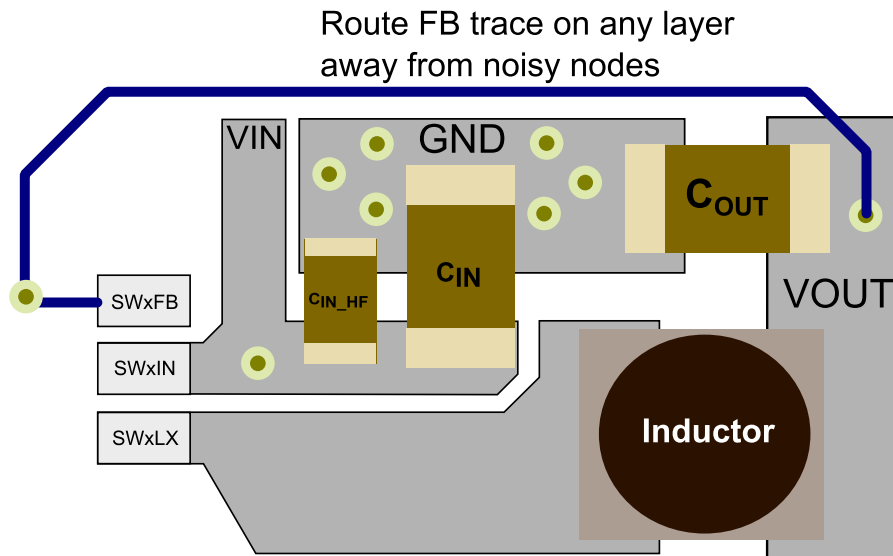 Route FB trace on any layer
away from noisy nodes
VIN
GND
COUT
CIN
CIN_HF
VOUT
SWxFB
SWxIN
SWxLX
Inductor